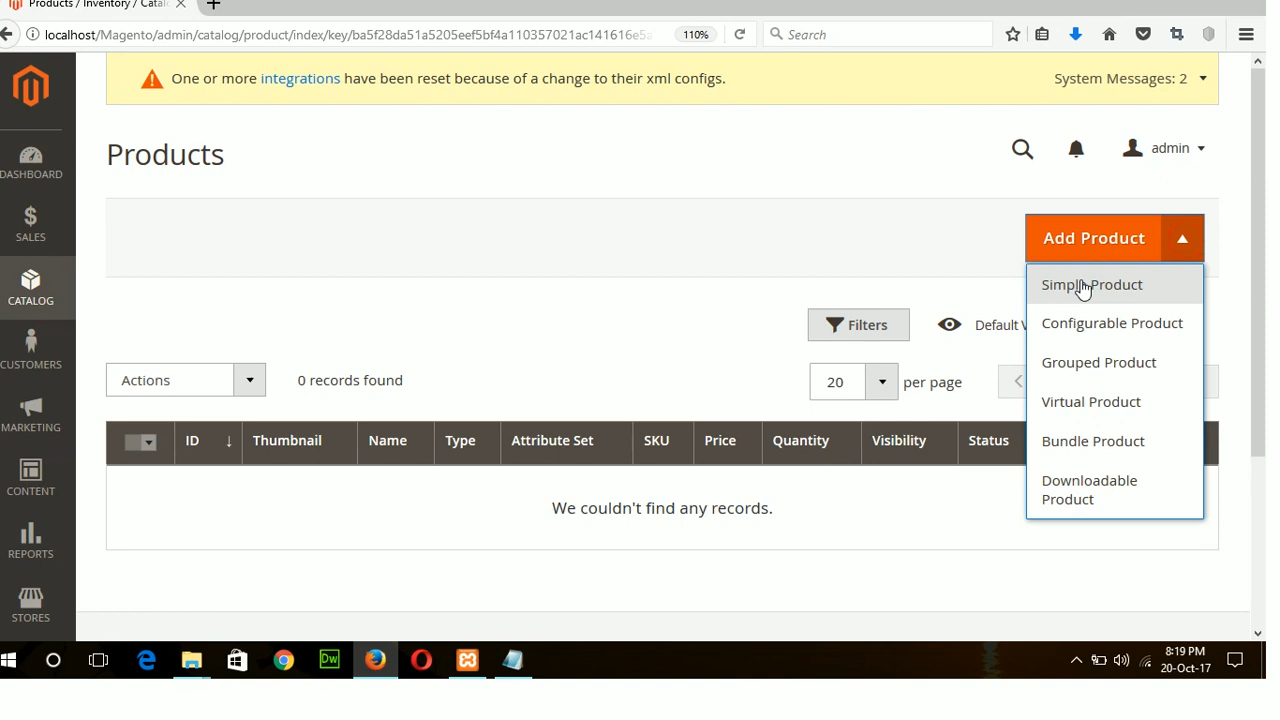 Products / Inventory / Catal
localhost/Magento/admin/catalog/product/index/key/ba5f28da51a5205eef5bf4a110357021ac141616e5a
110%
Search
One or more integrations have been reset because of a change to their xml configs.
System Messages: 2
Products
admin
DASHBOARD
SALES
CATALOG
CUSTOMERS
MARKETING
CONTENT
REPORTS
STORES
Add Product
Simple Product
Configurable Product
Grouped Product
Virtual Product
Bundle Product
Downloadable
Product
Filters
Default V
Actions
0 records found
20
per page
ID
Thumbnail
Name
Type
Attribute Set
SKU
Price
Quantity
Visibility
Status
We couldn't find any records.
Dw
8:19 PM
20-Oct-17